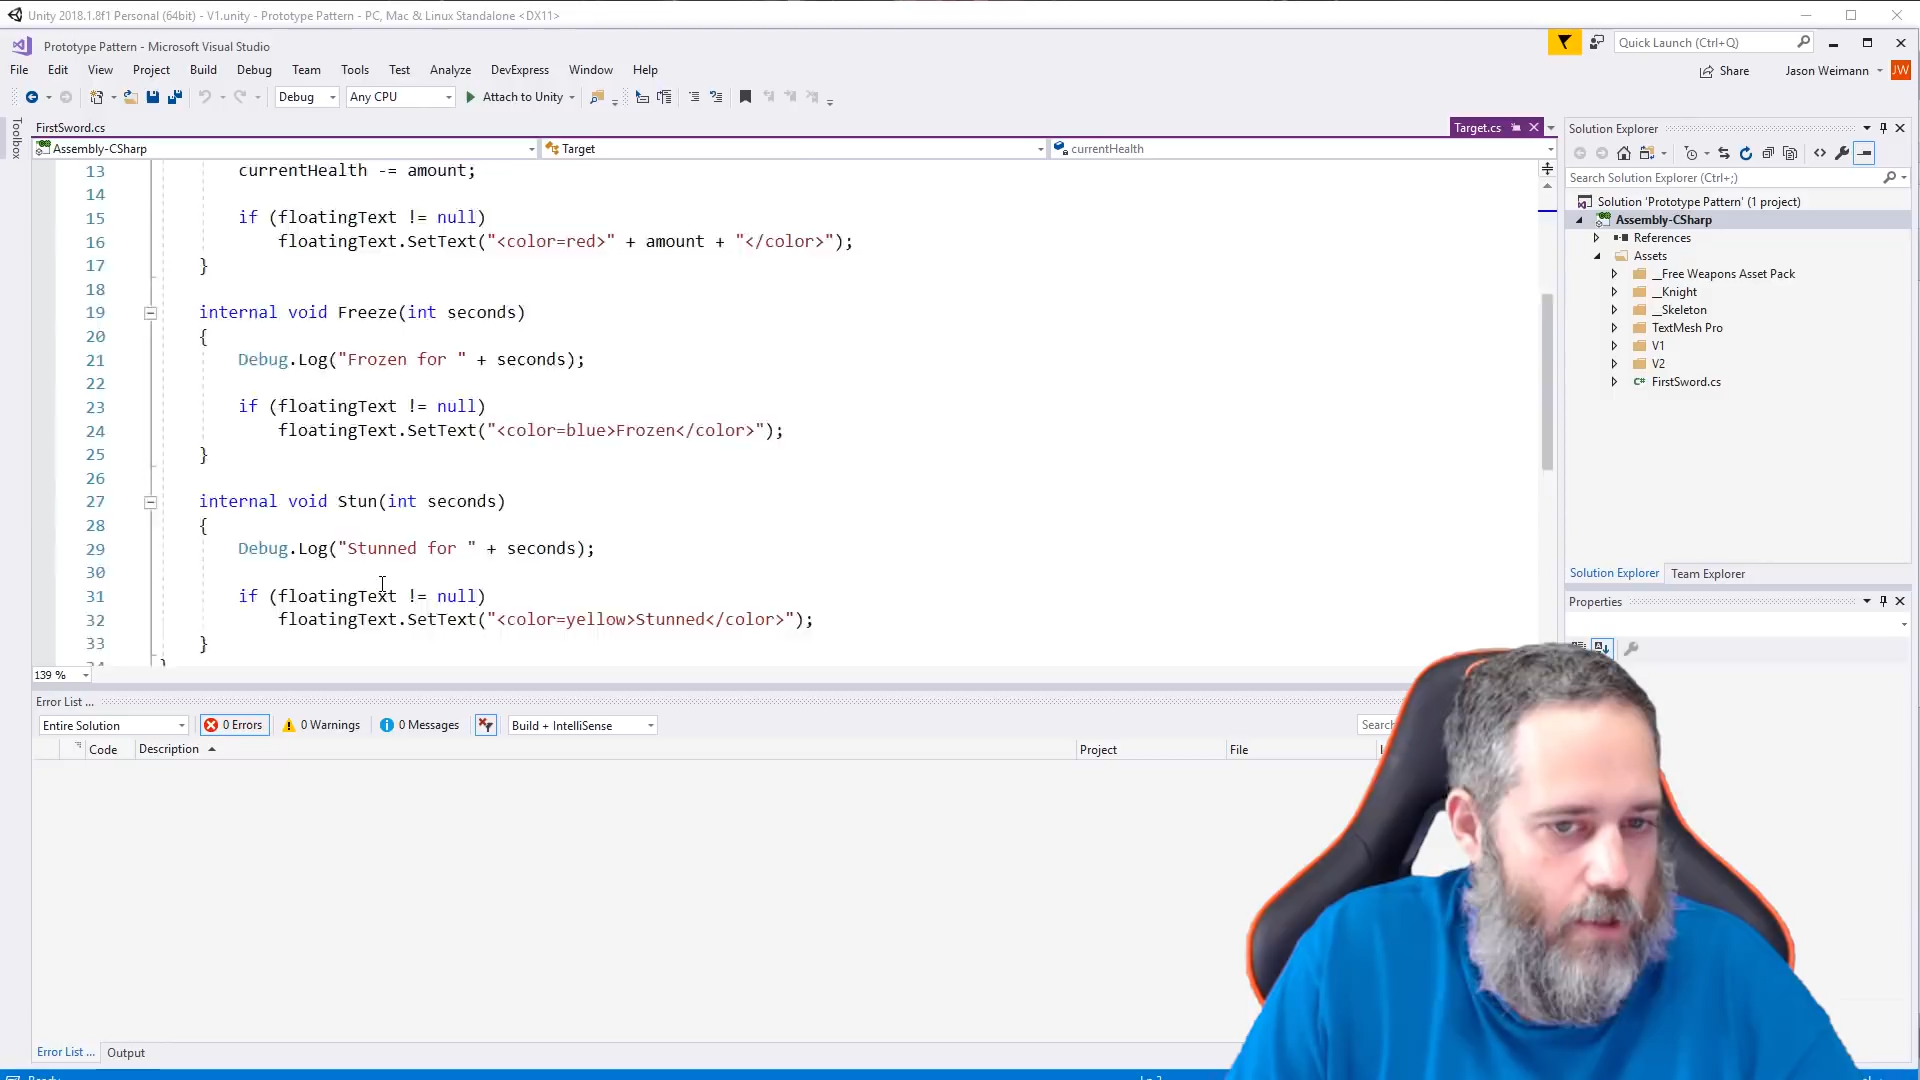 Unity 2018.1.8f1 Personal (64bit) - V1.unity - Prototype Pattern - PC, Mac & Linux Standalone <DX11>
Prototype Pattern - Microsoft Visual Studio
Quick Launch (Ctrl+Q)
File Edit View Project Build Debug Team Tools Test Analyze DevExpress Window Help
Share Jason Weimann JW
Debug Any CPU Attach to Unity
Toolbox
FirstSword.cs Target.cs
Assembly-CSharp Target currentHealth
13 currentHealth -= amount;
14
15 if (floatingText != null)
16 floatingText.SetText("<color=red>" + amount + "</color>");
17 }
18
19 internal void Freeze(int seconds)
20 {
21 Debug.Log("Frozen for " + seconds);
22
23 if (floatingText != null)
24 floatingText.SetText("<color=blue>Frozen</color>");
25 }
26
27 internal void Stun(int seconds)
28 {
29 Debug.Log("Stunned for " + seconds);
30
31 if (floatingText != null)
32 floatingText.SetText("<color=yellow>Stunned</color>");
33 }
34 }
139 %
Solution Explorer
Search Solution Explorer (Ctrl+;)
Solution 'Prototype Pattern' (1 project)
Assembly-CSharp
References
Assets
__Free Weapons Asset Pack
__Knight
__Skeleton
TextMesh Pro
V1
V2
C# FirstSword.cs
Solution Explorer Team Explorer
Properties
Error List ...
Entire Solution 0 Errors 0 Warnings 0 Messages Build + IntelliSense
Code Description Project File
Error List ... Output